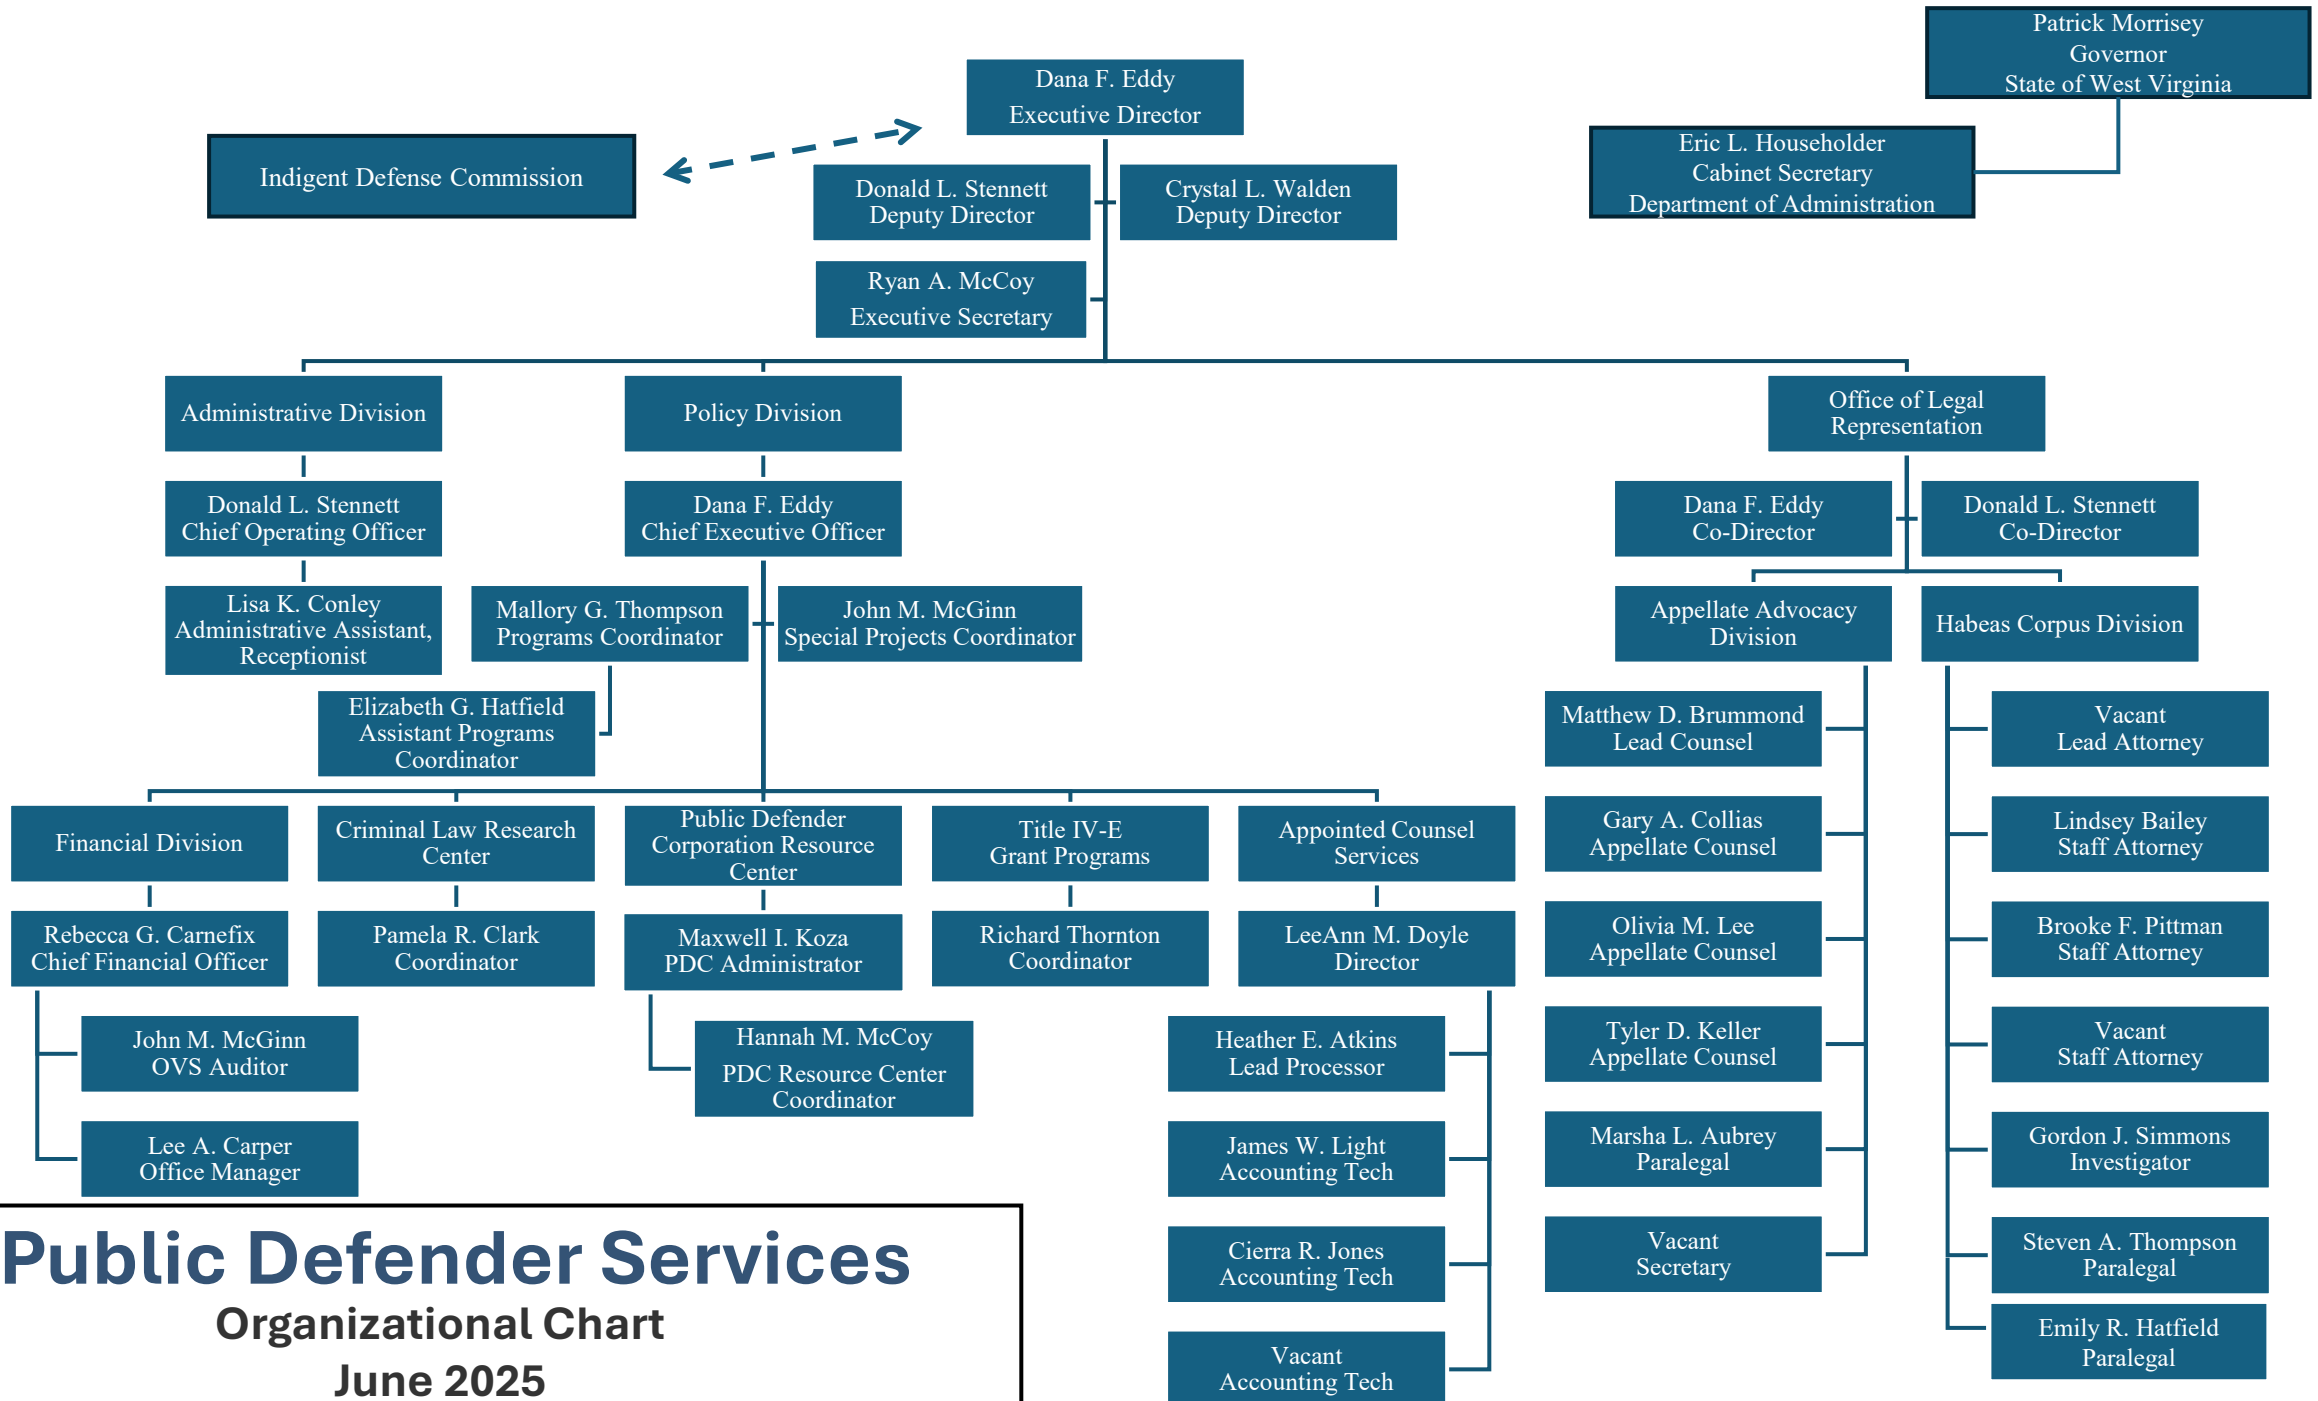 Patrick Morrisey
Governor
State of West Virginia
Dana F. Eddy
Executive Director
Eric L. Householder
Cabinet Secretary
Department of Administration
Indigent Defense Commission
Donald L. Stennett
Deputy Director
Crystal L. Walden
Deputy Director
Ryan A. McCoy
Executive Secretary
Administrative Division
Policy Division
Office of Legal
Representation
Donald L. Stennett
Chief Operating Officer
Dana F. Eddy
Chief Executive Officer
Dana F. Eddy
Co-Director
Donald L. Stennett
Co-Director
Lisa K. Conley
Administrative Assistant,
Receptionist
Mallory G. Thompson
Programs Coordinator
John M. McGinn
Special Projects Coordinator
Appellate Advocacy
Division
Habeas Corpus Division
Elizabeth G. Hatfield
Assistant Programs
Coordinator
Matthew D. Brummond
Lead Counsel
Vacant
Lead Attorney
Financial Division
Criminal Law Research
Center
Public Defender
Corporation Resource
Center
Title IV-E
Grant Programs
Appointed Counsel
Services
Gary A. Collias
Appellate Counsel
Lindsey Bailey
Staff Attorney
Rebecca G. Carnefix
Chief Financial Officer
Pamela R. Clark
Coordinator
Maxwell I. Koza
PDC Administrator
Richard Thornton
Coordinator
LeeAnn M. Doyle
Director
Olivia M. Lee
Appellate Counsel
Brooke F. Pittman
Staff Attorney
John M. McGinn
OVS Auditor
Hannah M. McCoy
PDC Resource Center
Coordinator
Heather E. Atkins
Lead Processor
Tyler D. Keller
Appellate Counsel
Vacant
Staff Attorney
Lee A. Carper
Office Manager
James W. Light
Accounting Tech
Marsha L. Aubrey
Paralegal
Gordon J. Simmons
Investigator
Cierra R. Jones
Accounting Tech
Vacant
Secretary
Steven A. Thompson
Paralegal
Vacant
Accounting Tech
Emily R. Hatfield
Paralegal
Public Defender Services
Organizational Chart
June 2025